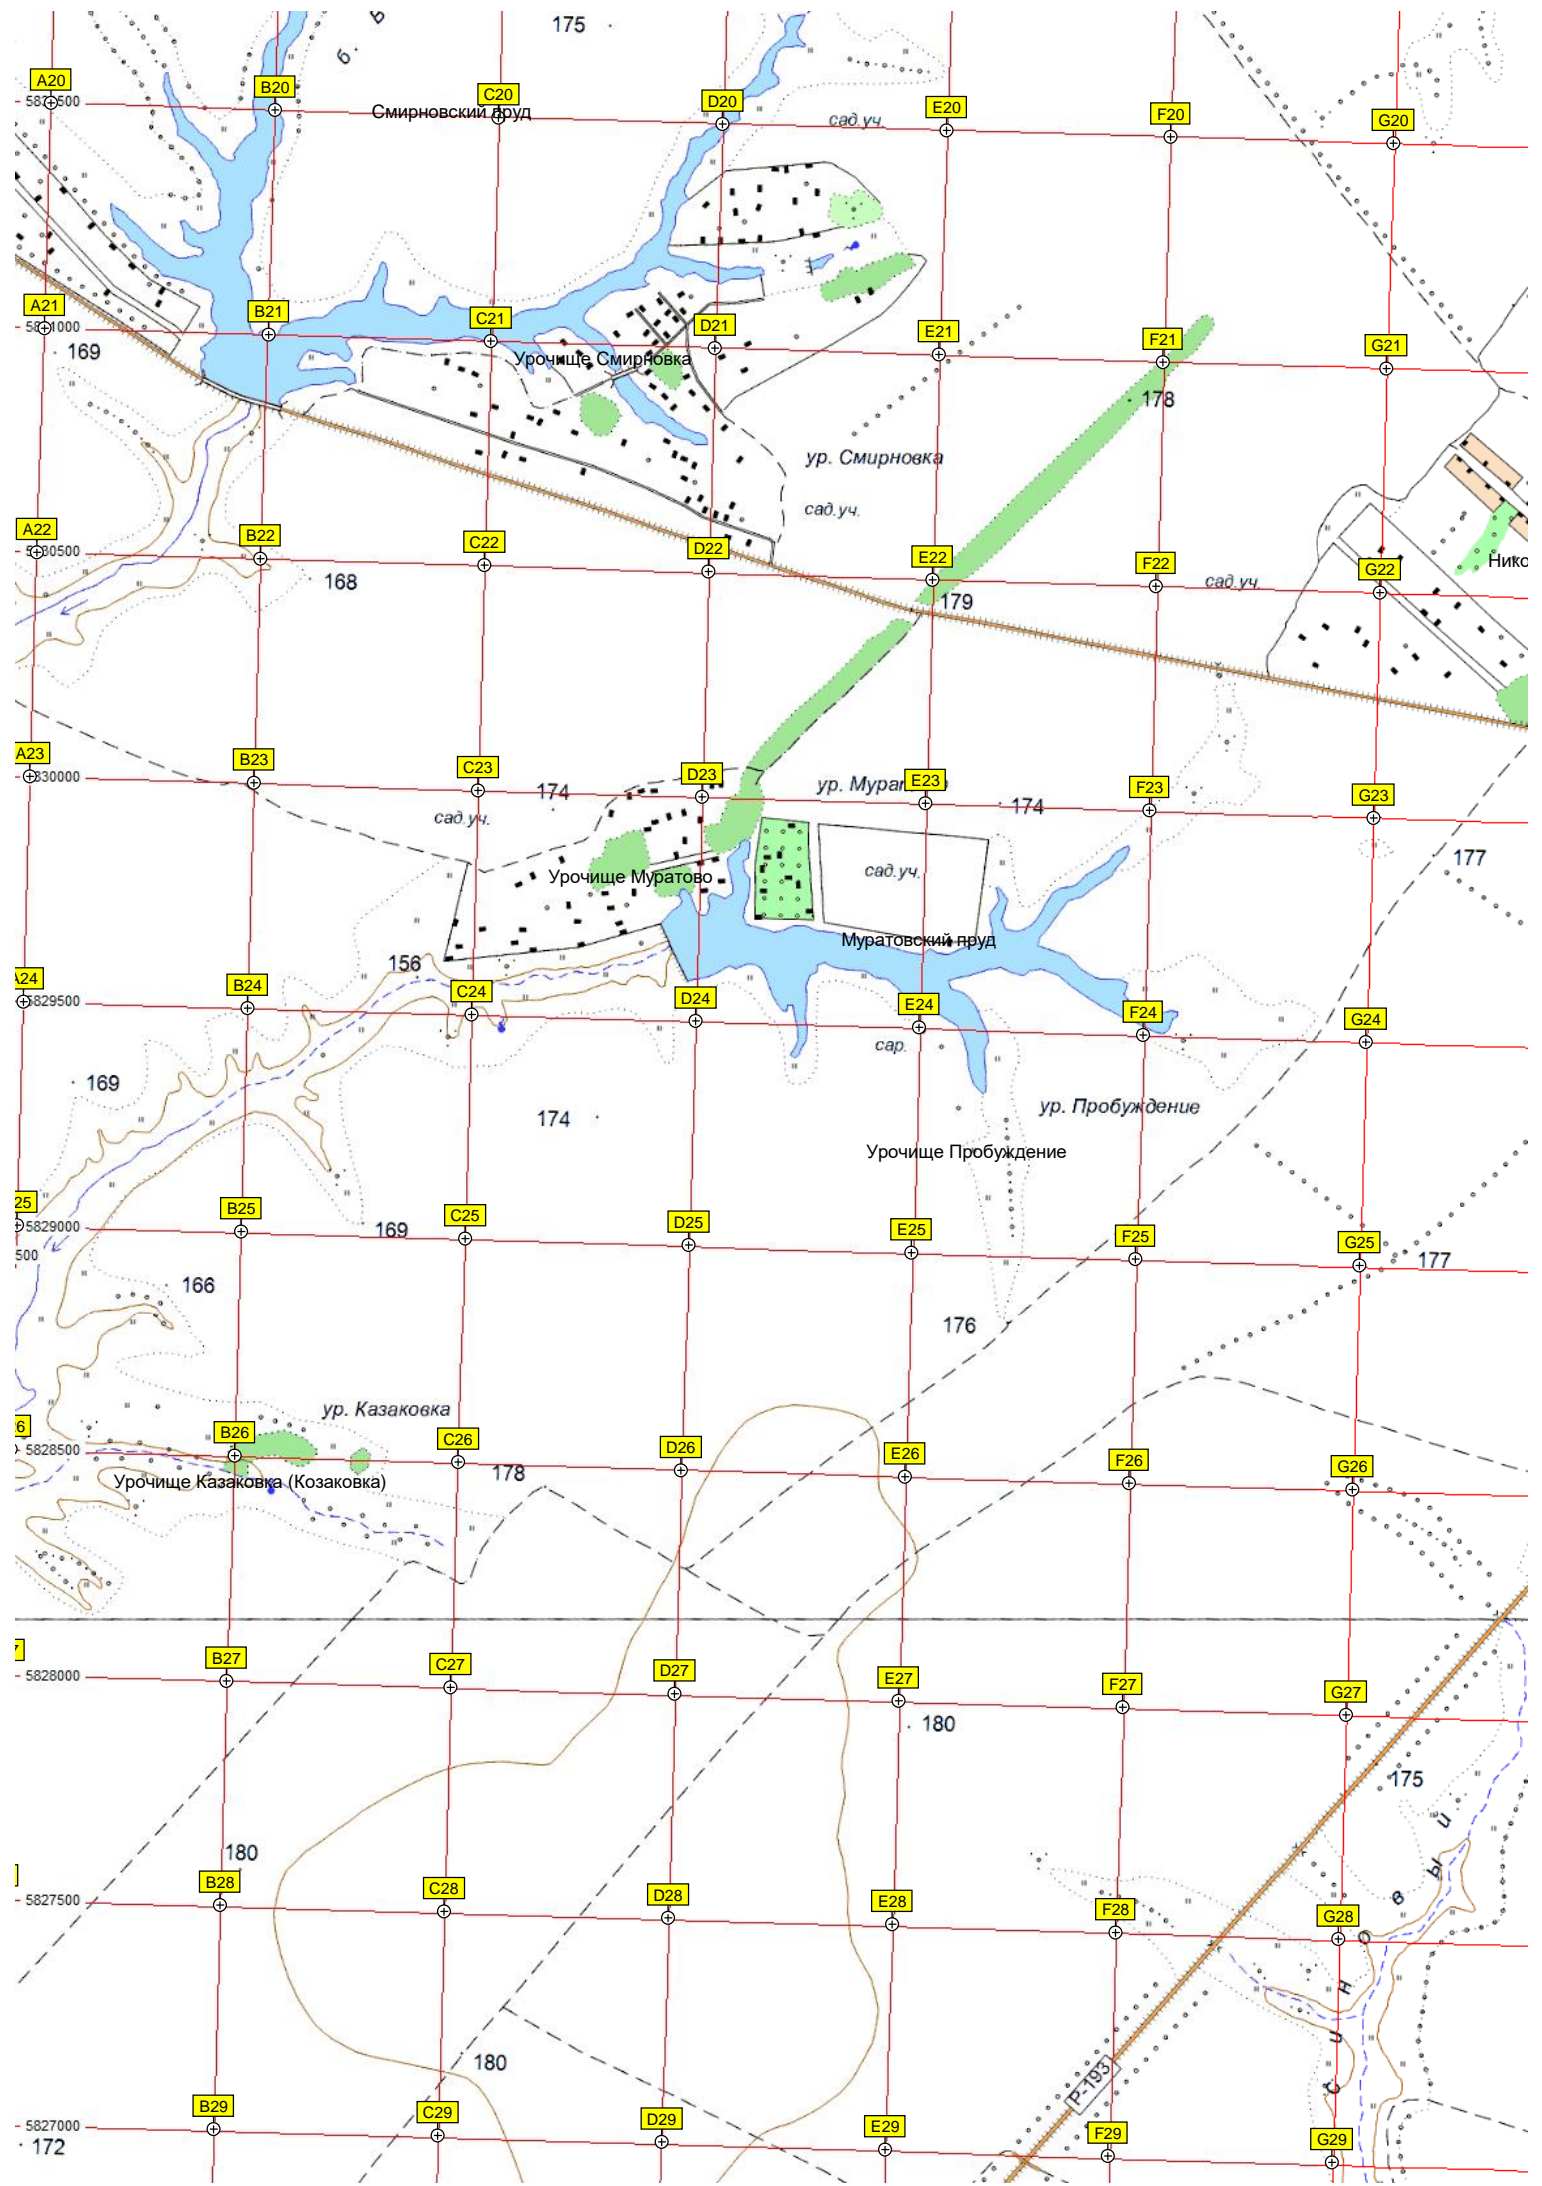 175
б. В
A20
B20
C20
D20
E20
F20
G20
Смирновский пруд
сад.уч.
A21
B21
C21
D21
E21
F21
G21
169
Урочище Смирновка
178
ур. Смирновка
сад.уч.
A22
B22
C22
D22
E22
F22
G22
168
179
сад.уч.
Нико
A23
B23
C23
D23
E23
F23
G23
174
174
сад.уч.
177
сад.уч.
Урочище Муратово
Муратовский пруд
156
A24
5829500
B24
C24
D24
E24
F24
G24
сар.
169
174
ур. Пробуждение
Урочище Пробуждение
25
5829000
B25
C25
D25
E25
F25
G25
500
169
177
166
176
ур. Казаковка
6
5828500
B26
C26
D26
E26
F26
G26
178
Урочище Казаковка (Козаковка)
7
5828000
B27
C27
D27
E27
F27
G27
180
175
180
5827500
B28
C28
D28
E28
F28
G28
С и н о в ы й
180
Р-193
5827000
B29
C29
D29
E29
F29
G29
172